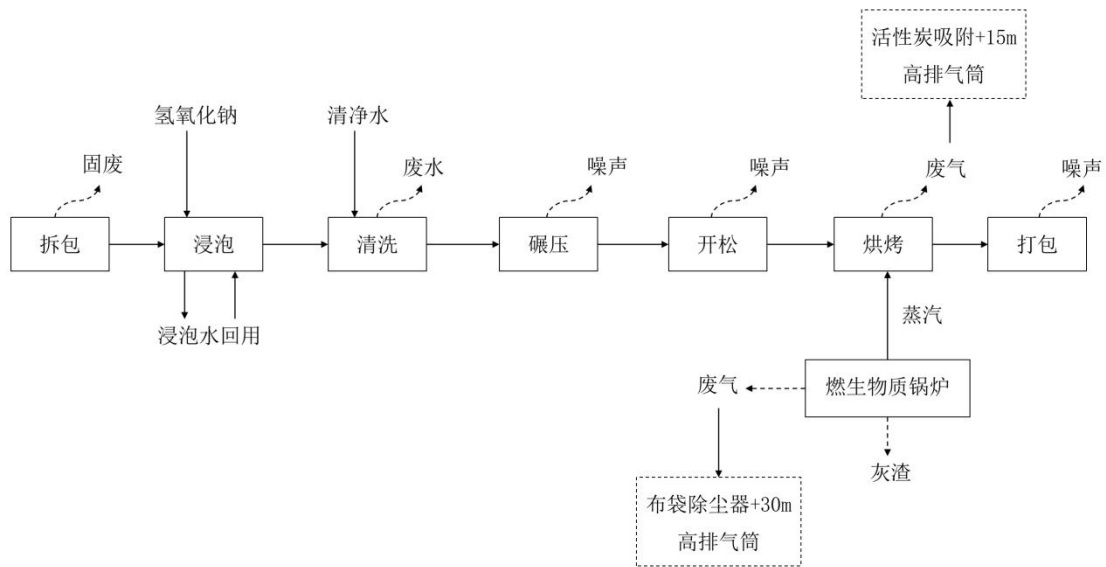 活性炭吸附+15m
高排气筒
氢氧化钠
清净水
固废
废水
噪声
噪声
废气
噪声
拆包
浸泡
清洗
碾压
开松
烘烤
打包
浸泡水回用
蒸汽
废气
燃生物质锅炉
灰渣
布袋除尘器+30m
高排气筒